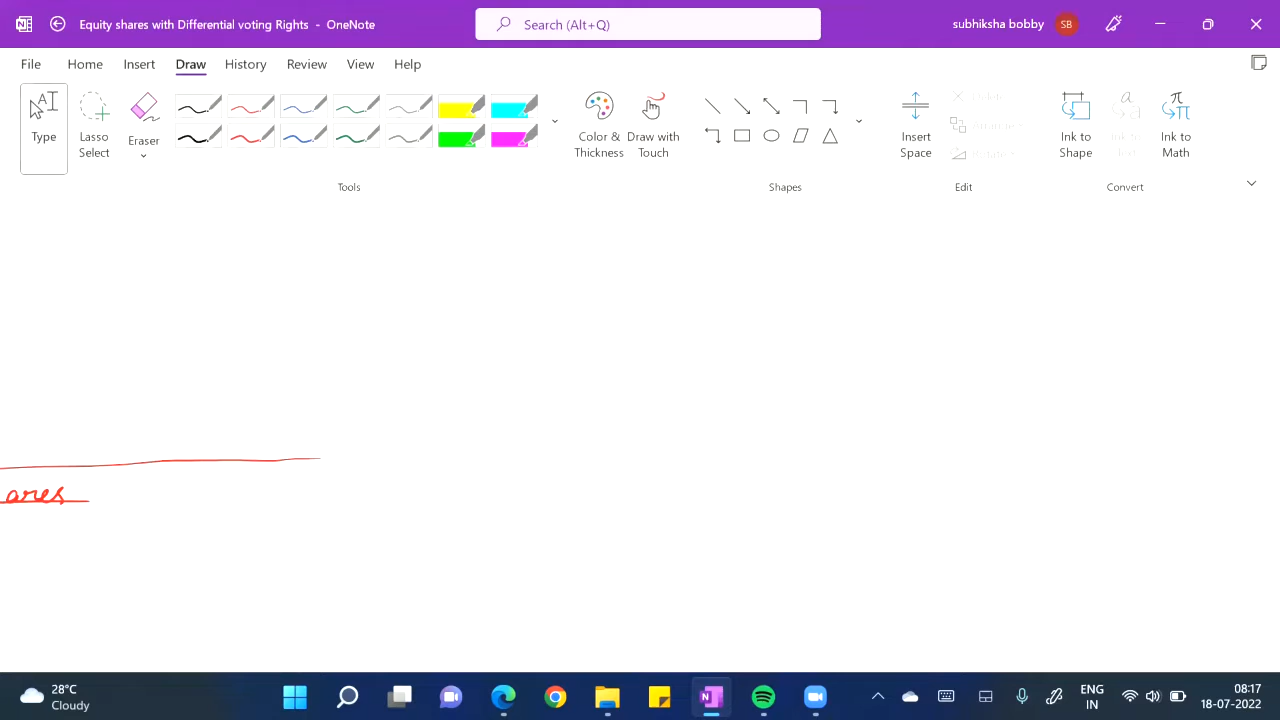 Equity shares with Differential voting Rights - OneNote
Search (Alt+Q)
subhiksha bobby
SB
File
Home
Insert
Draw
History
Review
View
Help
Type
Lasso
Select
Eraser
Color &
Thickness
Draw with
Touch
Insert
Space
Ink to
Shape
Ink to
Math
Tools
Shapes
Edit
Convert
ares
28°C
Cloudy
ENG
IN
08:17
18-07-2022